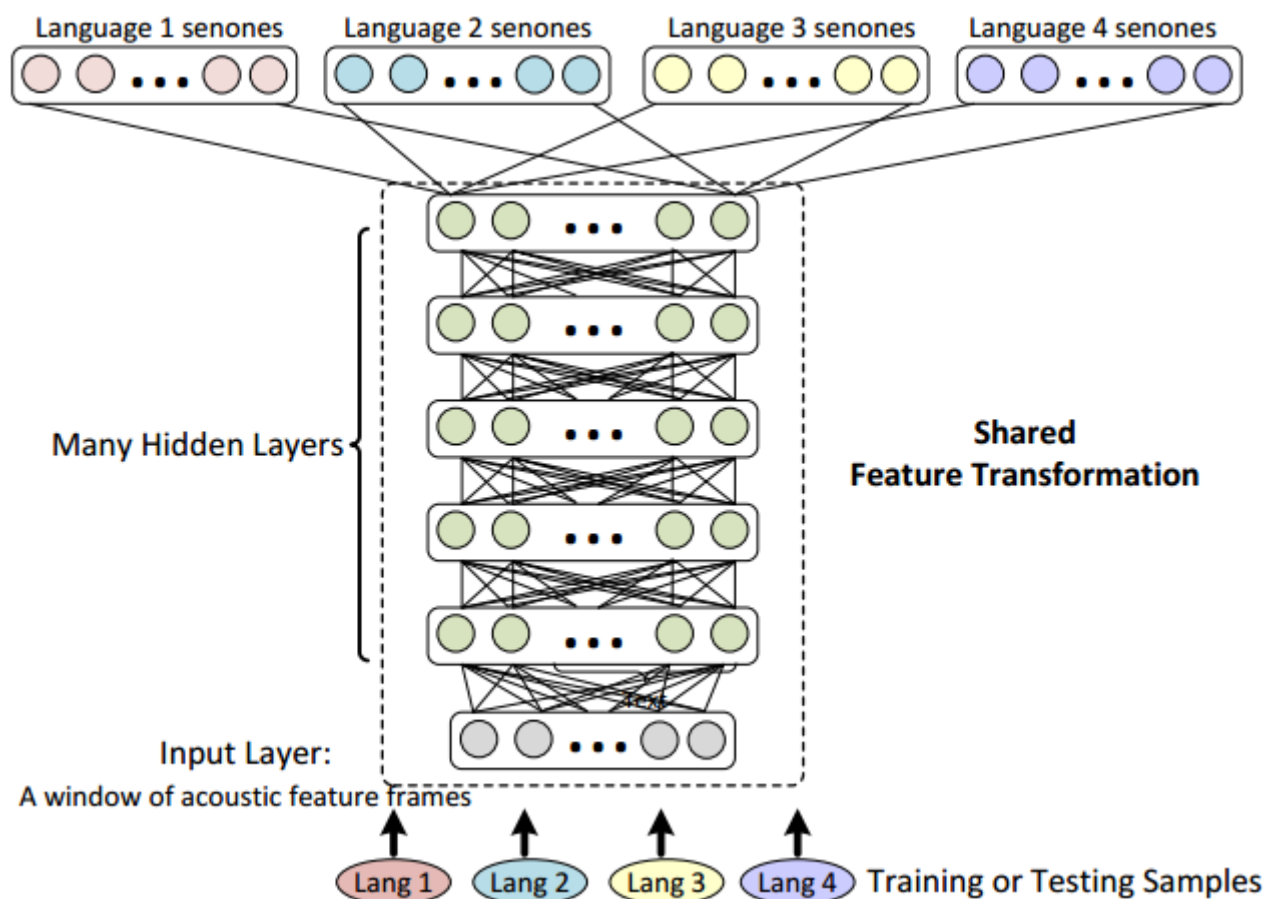 Language 1 senones
Language 2 senones
Language 3 senones
Language 4 senones
Many Hidden Layers
Shared
Feature Transformation
Text
Input Layer:
A window of acoustic feature frames
Lang 1
Lang 2
Lang 3
Lang 4
Training or Testing Samples